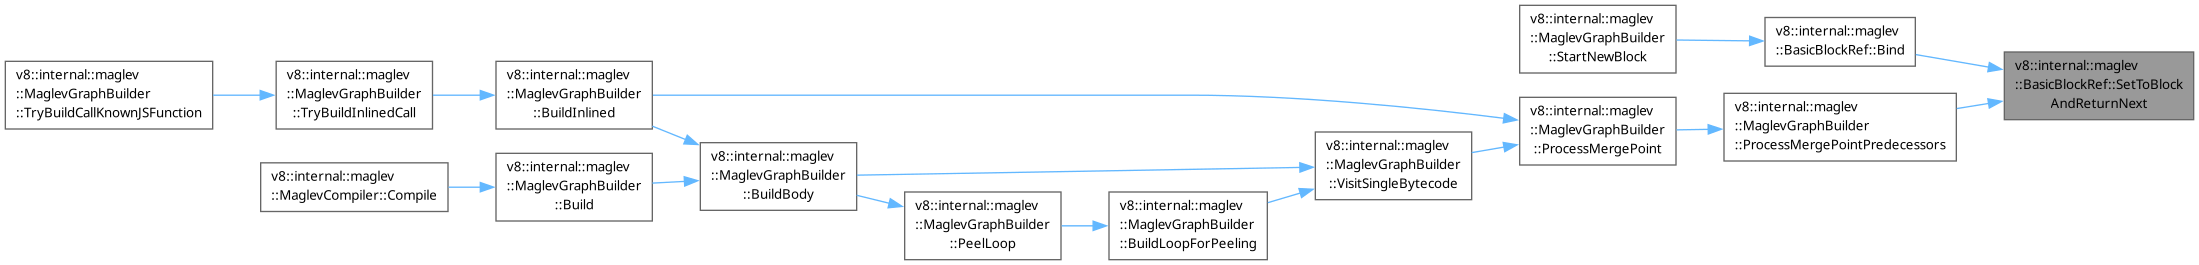 v8::internal::maglev
::MaglevGraphBuilder
::TryBuildCallKnownJSFunction
v8::internal::maglev
::MaglevGraphBuilder
::TryBuildInlinedCall
v8::internal::maglev
::MaglevCompiler::Compile
v8::internal::maglev
::MaglevGraphBuilder
::BuildInlined
v8::internal::maglev
::MaglevGraphBuilder
::Build
v8::internal::maglev
::MaglevGraphBuilder
::BuildBody
v8::internal::maglev
::MaglevGraphBuilder
::PeelLoop
v8::internal::maglev
::MaglevGraphBuilder
::BuildLoopForPeeling
v8::internal::maglev
::MaglevGraphBuilder
::VisitSingleBytecode
v8::internal::maglev
::MaglevGraphBuilder
::StartNewBlock
v8::internal::maglev
::MaglevGraphBuilder
::ProcessMergePoint
v8::internal::maglev
::BasicBlockRef::Bind
v8::internal::maglev
::MaglevGraphBuilder
::ProcessMergePointPredecessors
v8::internal::maglev
::BasicBlockRef::SetToBlock
AndReturnNext